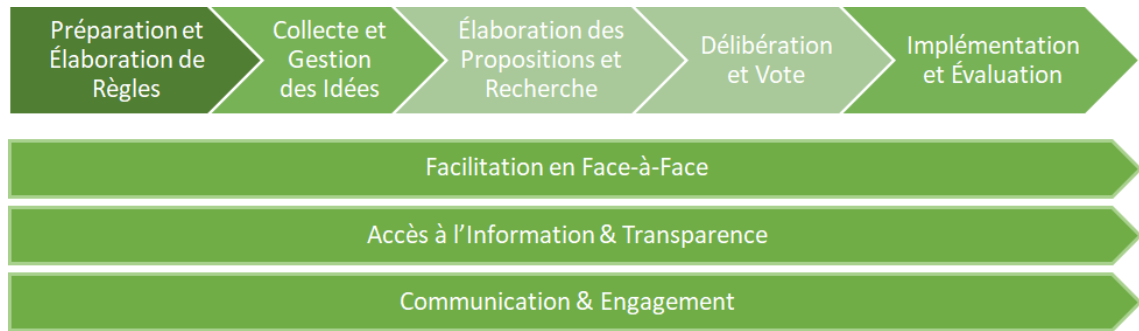 Préparation et
Élaboration de
Règles
Collecte et
Gestion
des Idées
Élaboration des
Propositions et
Recherche
Délibération
et Vote
Implémentation
et Évaluation
Facilitation en Face-à-Face
Accès à l’Information & Transparence
Communication & Engagement